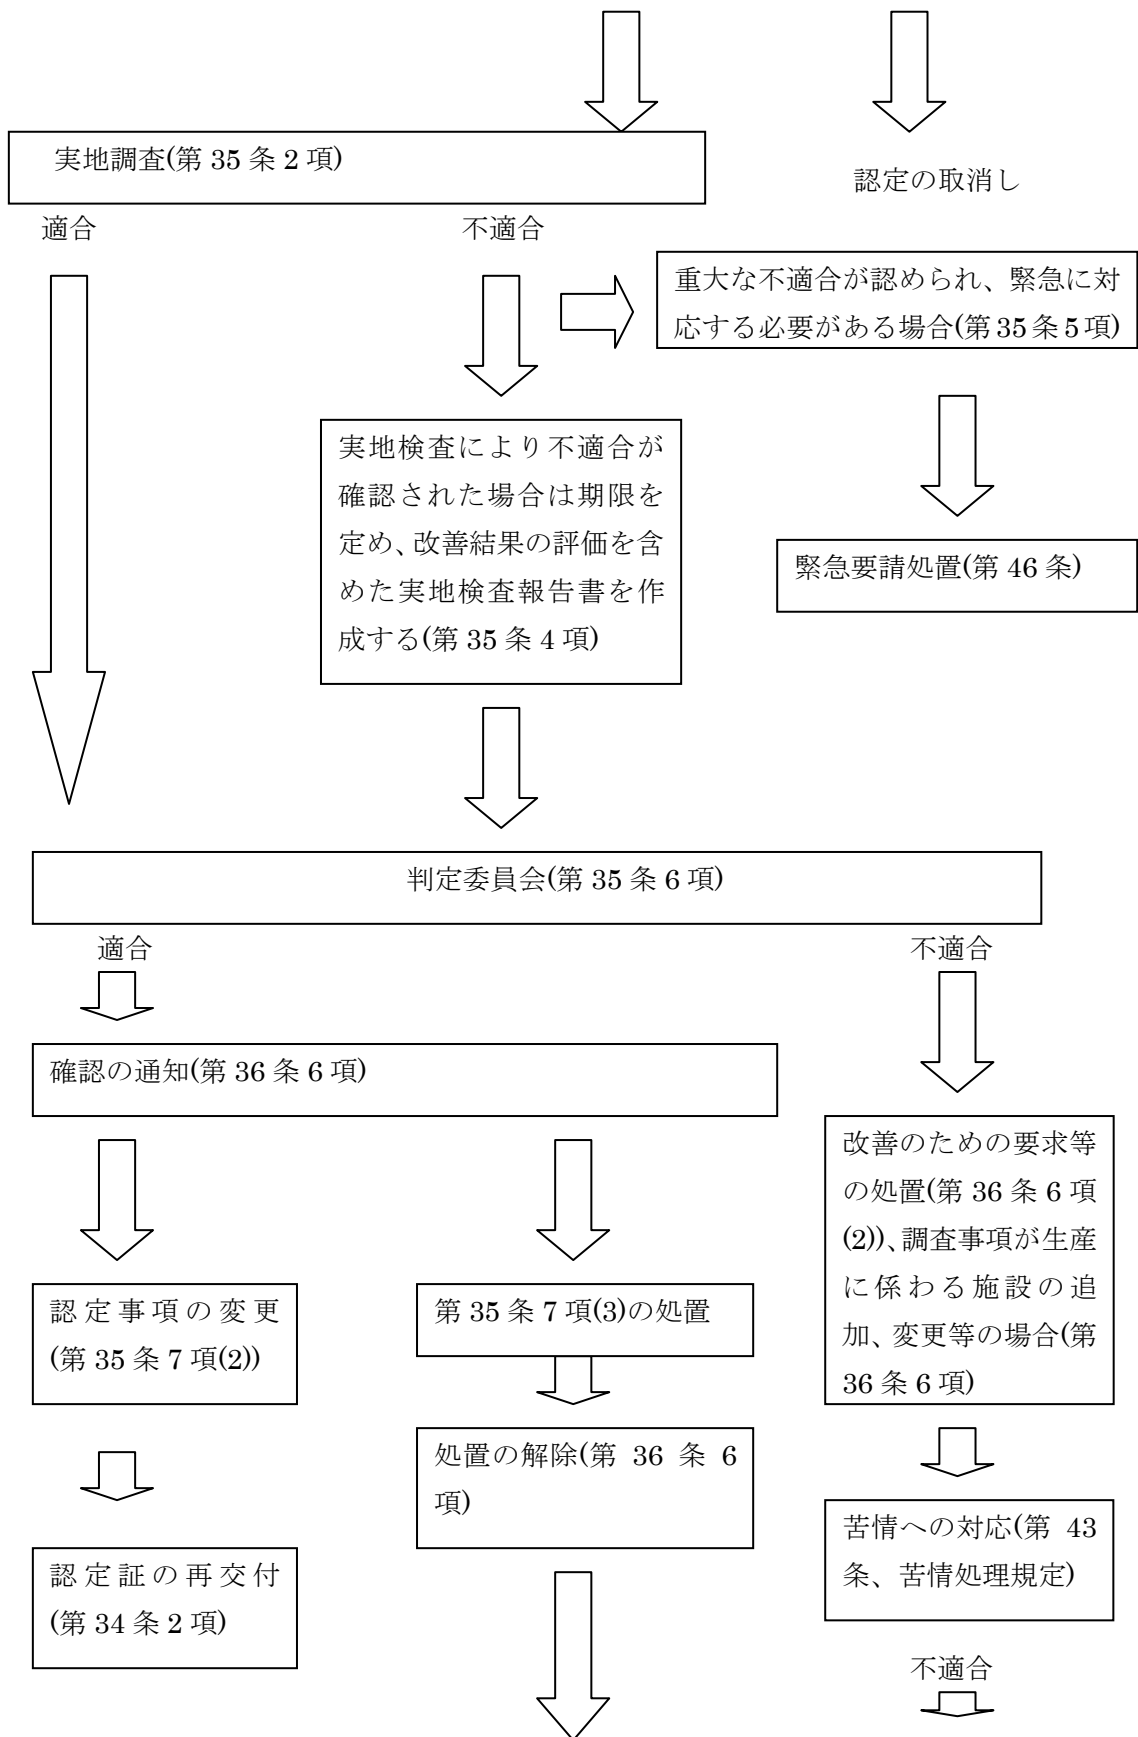 実地調査(第 35 条 2 項)
認定の取消し
適合
不適合
重大な不適合が認められ、緊急に対
応する必要がある場合(第 35 条 5 項)
実地検査により不適合が
確認された場合は期限を
定め、改善結果の評価を含
めた実地検査報告書を作
成する(第 35 条 4 項)
緊急要請処置(第 46 条)
判定委員会(第 35 条 6 項)
適合
不適合
確認の通知(第 36 条 6 項)
改善のための要求等
の処置(第 36 条 6 項
(2))、調査事項が生産
に係わる施設の追
加、変更等の場合(第
36 条 6 項)
認定事項の変更
(第 35 条 7 項(2))
第 35 条 7 項(3)の処置
処置の解除(第 36 条 6
項)
苦情への対応(第 43
条、苦情処理規定)
認定証の再交付
(第 34 条 2 項)
不適合